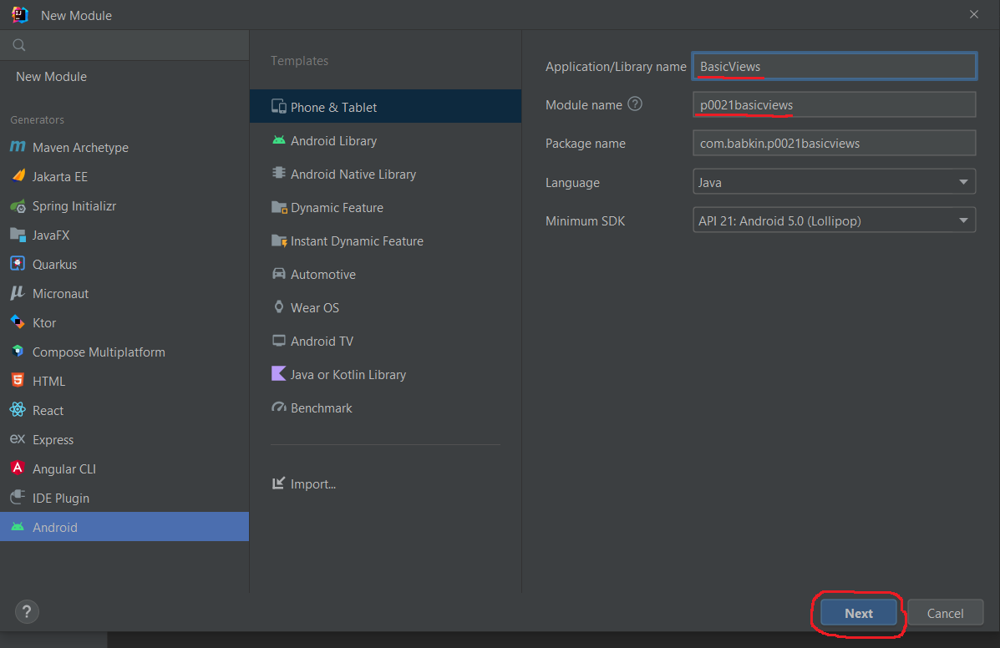 New Module
New Module
Generators
Maven Archetype
Jakarta EE
Spring Initializr
JavaFX
Quarkus
Micronaut
Ktor
Compose Multiplatform
HTML
React
Express
Angular CLI
IDE Plugin
Android
Templates
Phone & Tablet
Android Library
Android Native Library
Dynamic Feature
Instant Dynamic Feature
Automotive
Wear OS
Android TV
Java or Kotlin Library
Benchmark
Import...
Application/Library name BasicViews
Module name ? p0021basicviews
Package name com.babkin.p0021basicviews
Language Java
Minimum SDK API 21: Android 5.0 (Lollipop)
? Next Cancel